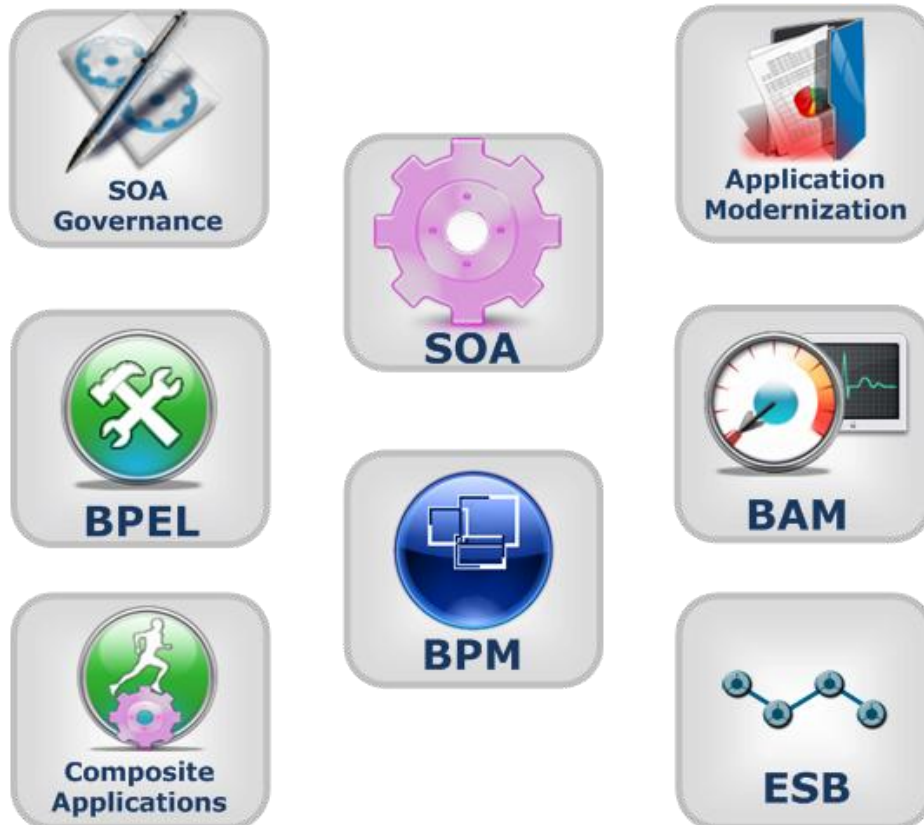 SOA
Governance
Application
Modernization
SOA
BPEL
BAM
BPM
Composite
Applications
ESB